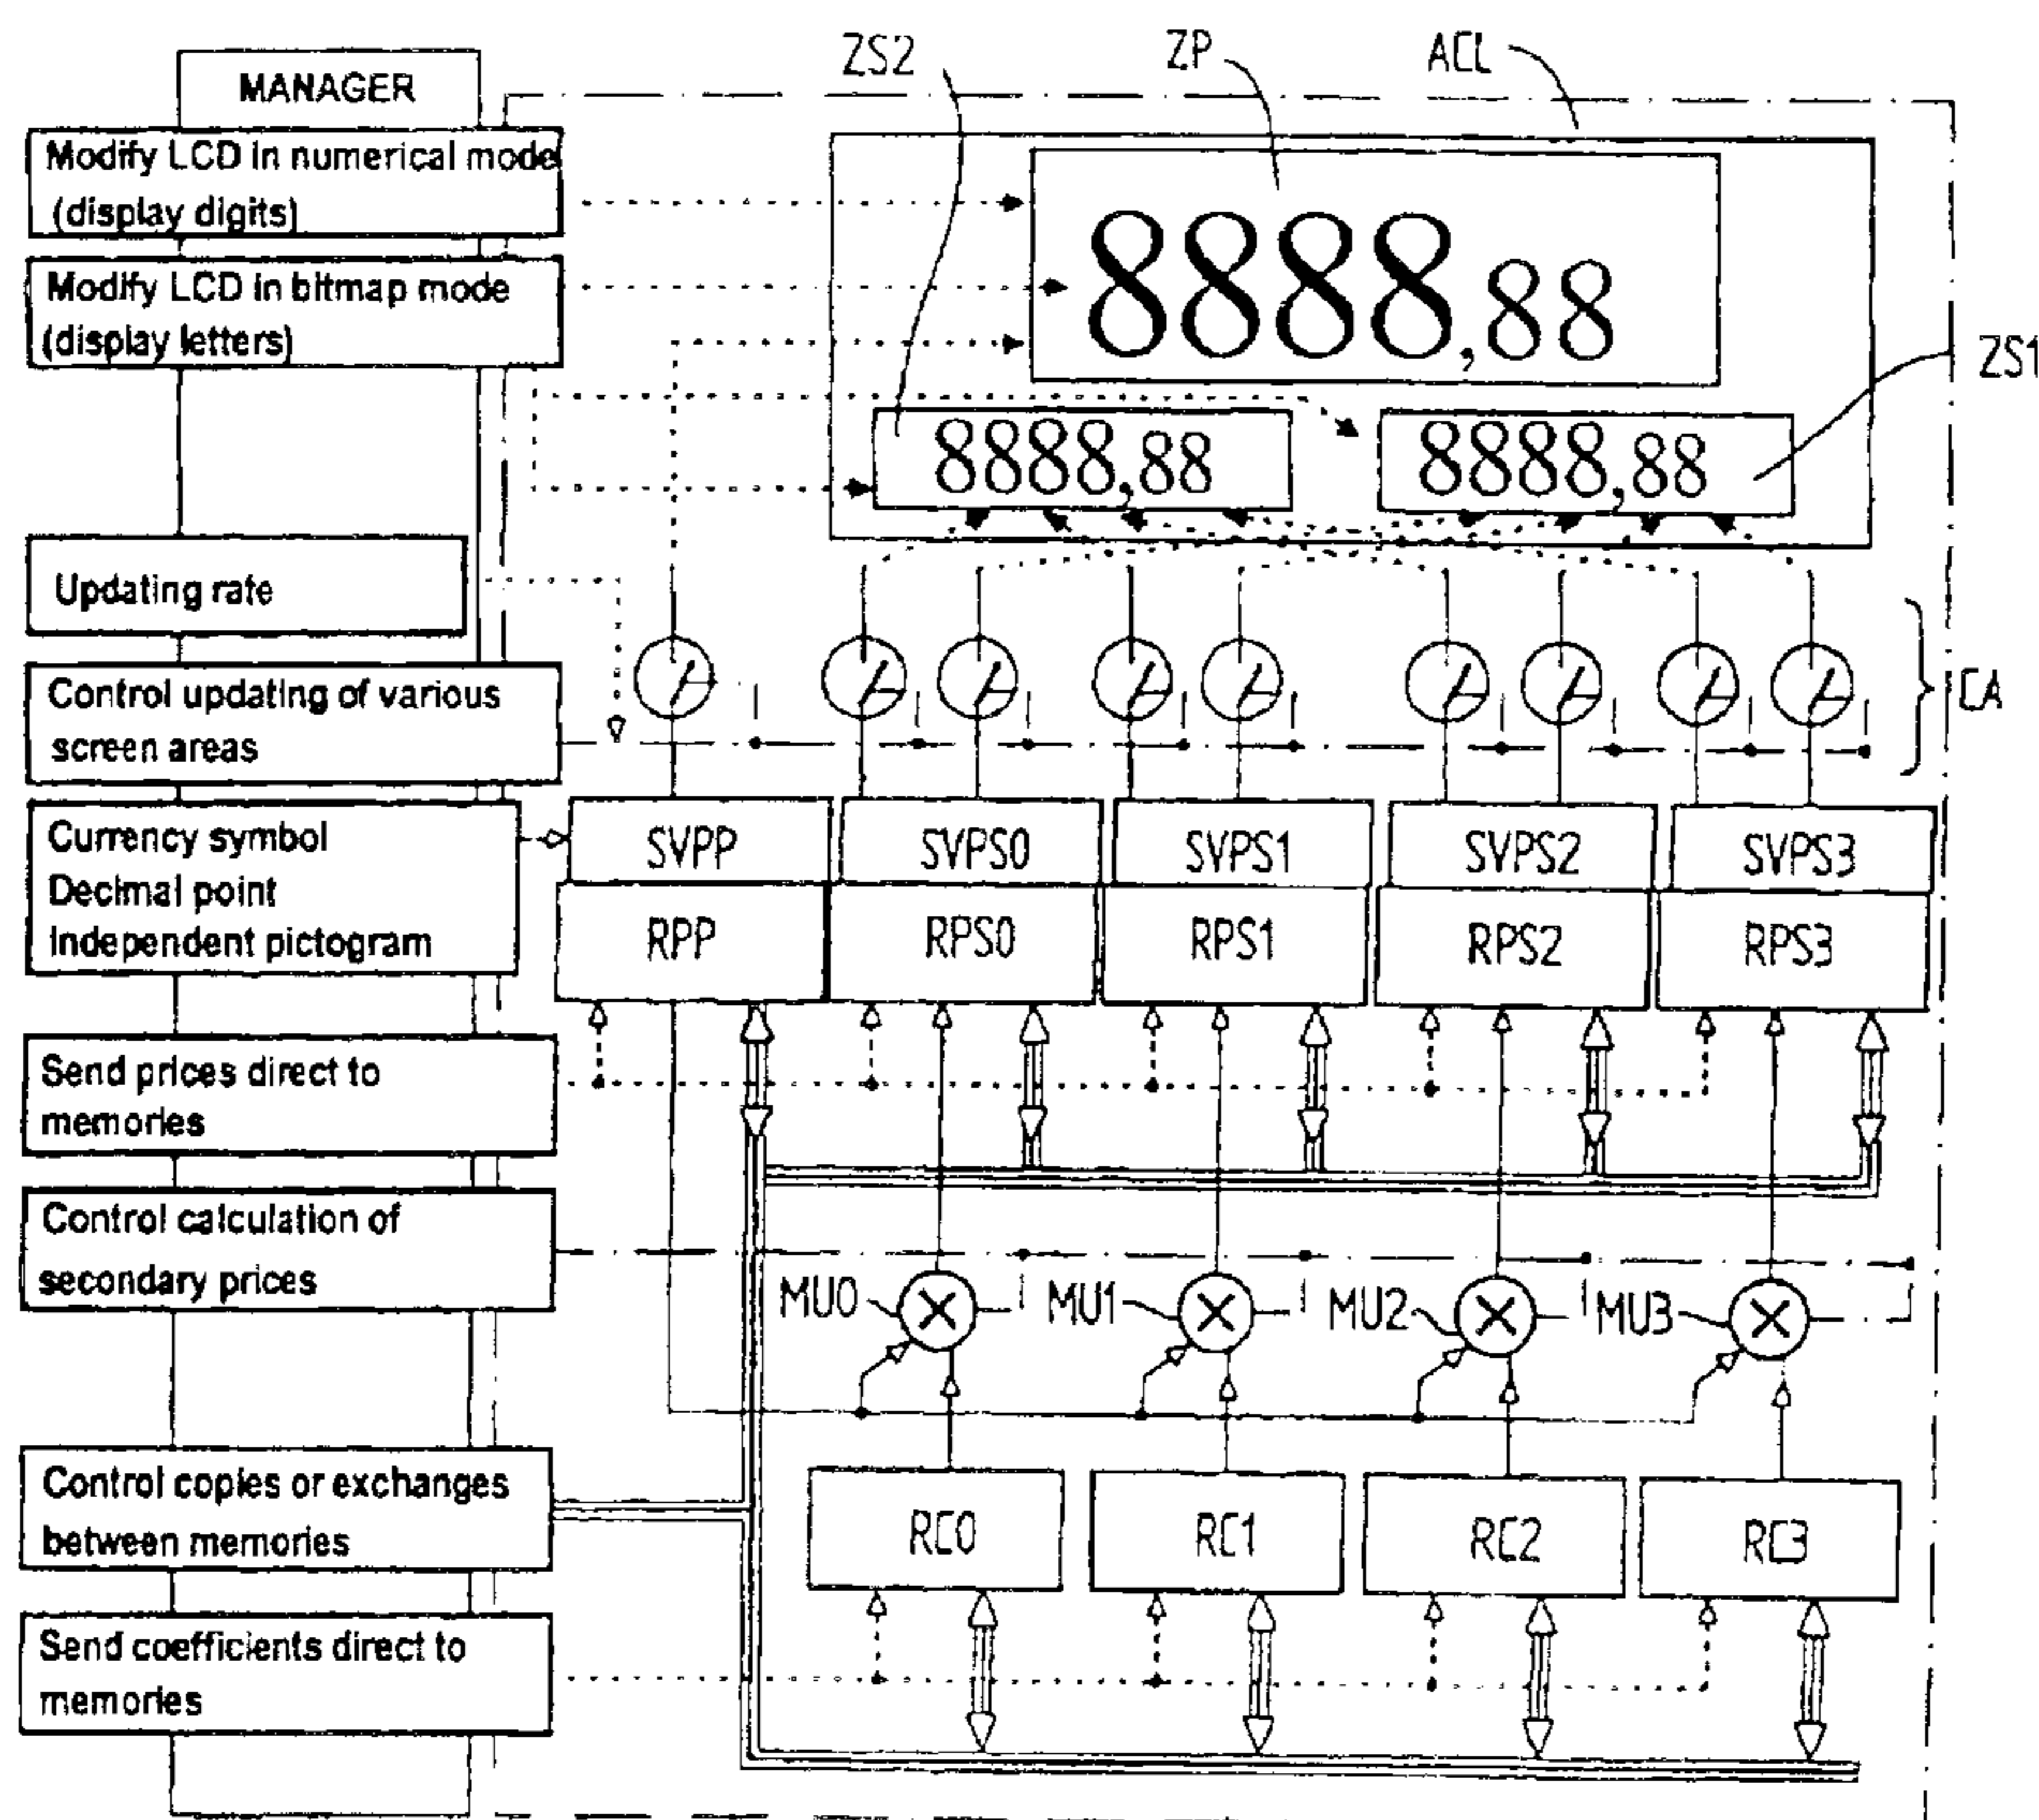 MANAGER
Modify LCD in numerical mode
(display digits)
Modify LCD in bitmap mode
(display letters)
Updating rate
Control updating of various
screen areas
Currency symbol
Decimal point
Independent pictogram
Send prices direct to
memories
Control calculation of
secondary prices
Control copies or exchanges
between memories
Send coefficients direct to
memories
ZS2 ZP ACL
8888,88
ZS1
8888,88 8888,88
CA
SVPP SVPS0 SVPS1 SVPS2 SVPS3
RPP RPS0 RPS1 RPS2 RPS3
MU0 MU1 MU2 MU3
RC0 RC1 RC2 RC3